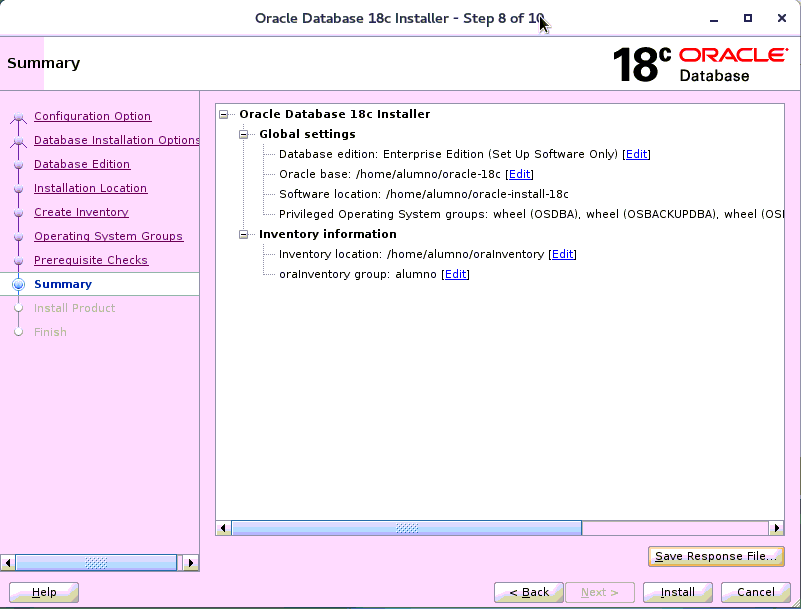 Oracle Database 18c Installer - Step 8 of 10
Summary
18c ORACLE
Database
Configuration Option
Database Installation Options
Database Edition
Installation Location
Create Inventory
Operating System Groups
Prerequisite Checks
Summary
Install Product
Finish
Oracle Database 18c Installer
Global settings
Database edition: Enterprise Edition (Set Up Software Only) [Edit]
Oracle base: /home/alumno/oracle-18c [Edit]
Software location: /home/alumno/oracle-install-18c
Privileged Operating System groups: wheel (OSDBA), wheel (OSBACKUPDBA), wheel (OS
Inventory information
Inventory location: /home/alumno/oraInventory [Edit]
oraInventory group: alumno [Edit]
Save Response File...
Help
< Back
Next >
Install
Cancel